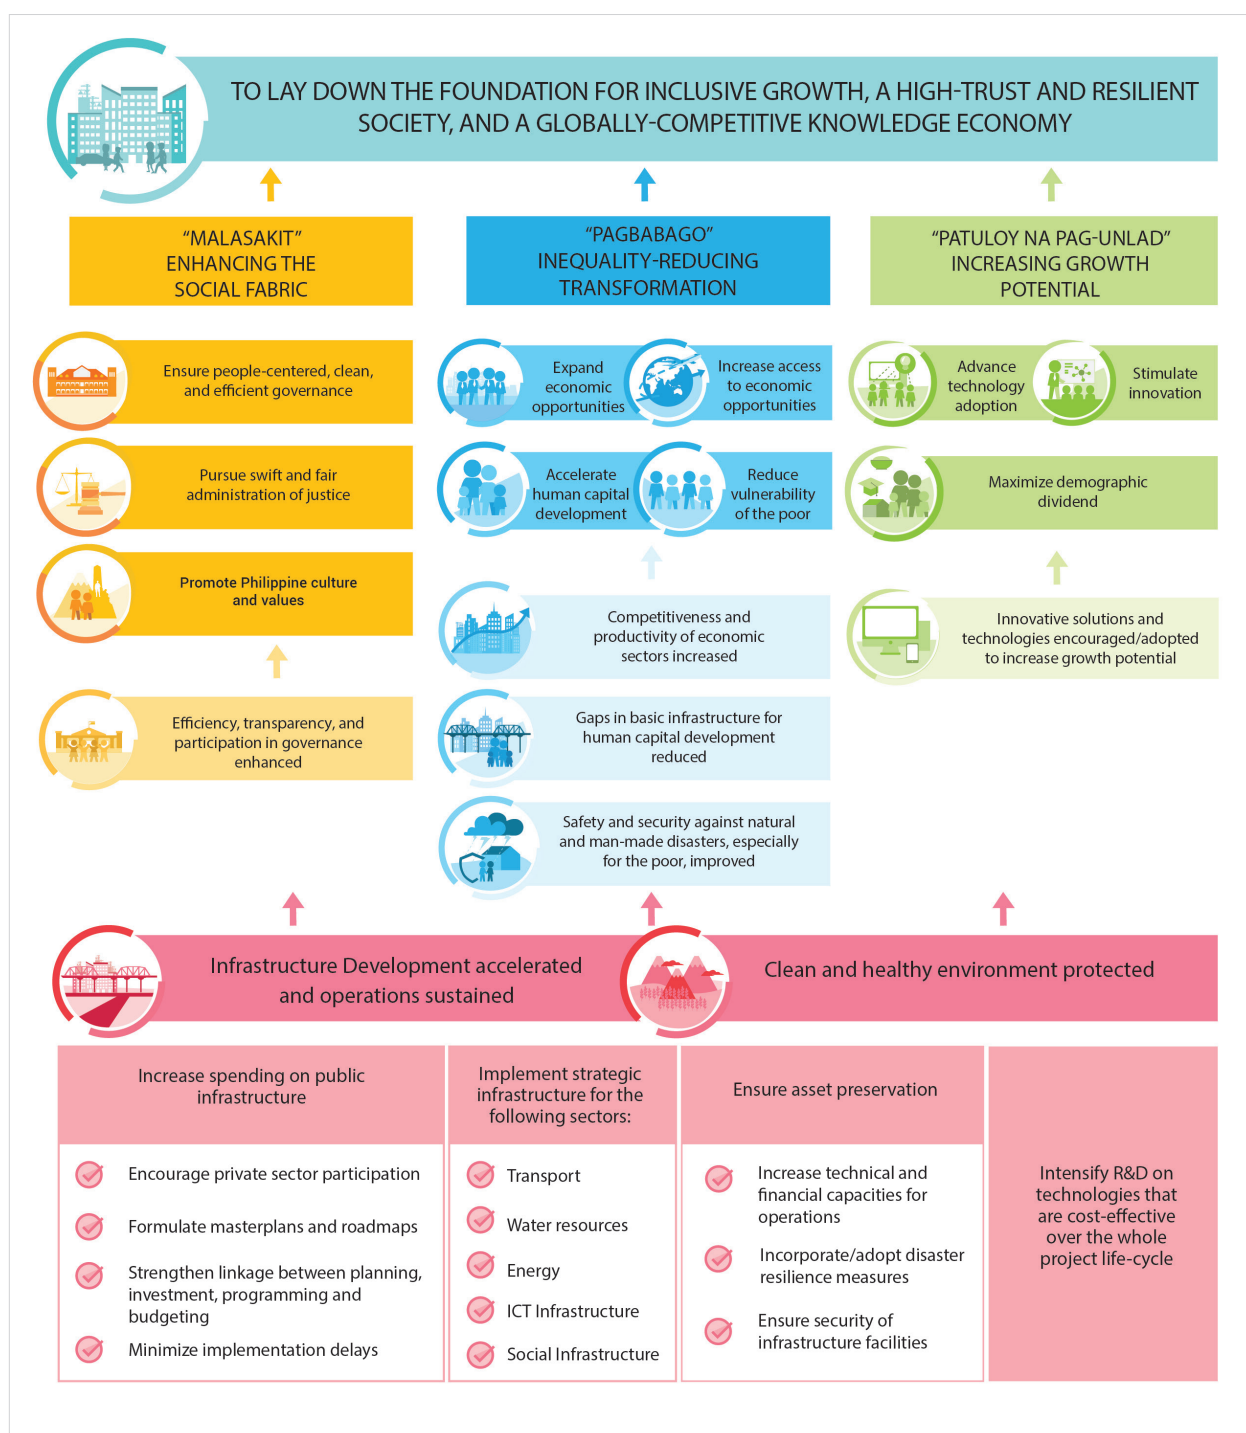 TO LAY DOWN THE FOUNDATION FOR INCLUSIVE GROWTH, A HIGH-TRUST AND RESILIENT
SOCIETY, AND A GLOBALLY-COMPETITIVE KNOWLEDGE ECONOMY
“MALASAKIT”
ENHANCING THE
SOCIAL FABRIC
Ensure people-centered, clean,
and efficient governance
Pursue swift and fair
administration of justice
Promote Philippine culture
and values
Efficiency, transparency, and
participation in governance
enhanced
“PAGBABAGO”
INEQUALITY-REDUCING
TRANSFORMATION
Expand
economic
opportunities
Increase access
to economic
opportunities
Accelerate
human capital
development
Reduce
vulnerability
of the poor
Competitiveness and
productivity of economic
sectors increased
Gaps in basic infrastructure for
human capital development
reduced
Safety and security against natural
and man-made disasters, especially
for the poor, improved
“PATULOY NA PAG-UNLAD”
INCREASING GROWTH
POTENTIAL
Advance
technology
adoption
Stimulate
innovation
Maximize demographic
dividend
Innovative solutions and
technologies encouraged/adopted
to increase growth potential
Infrastructure Development accelerated
and operations sustained
Clean and healthy environment protected
Increase spending on public
infrastructure
Encourage private sector participation
Formulate masterplans and roadmaps
Strengthen linkage between planning,
investment, programming and
budgeting
Minimize implementation delays
Implement strategic
infrastructure for the
following sectors:
Transport
Water resources
Energy
ICT Infrastructure
Social Infrastructure
Ensure asset preservation
Increase technical and
financial capacities for
operations
Incorporate/adopt disaster
resilience measures
Ensure security of
infrastructure facilities
Intensify R&D on
technologies that
are cost-effective
over the whole
project life-cycle